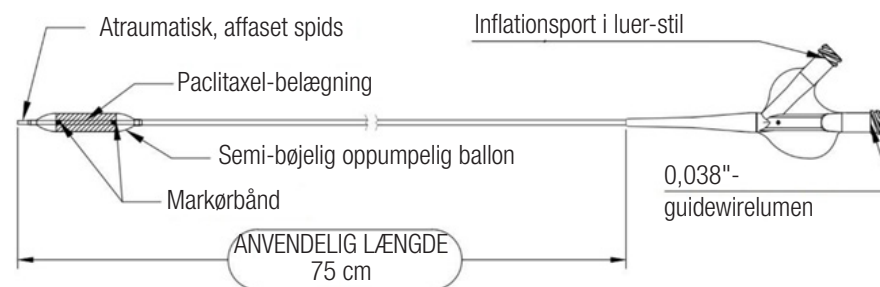 Atraumatisk, affaset spids
Inflationsport i luer-stil
Paclitaxel-belægning
Semi-bøjelig oppumpelig ballon
Markørbånd
0,038"-
guidewirelumen
ANVENDELIG LÆNGDE
75 cm